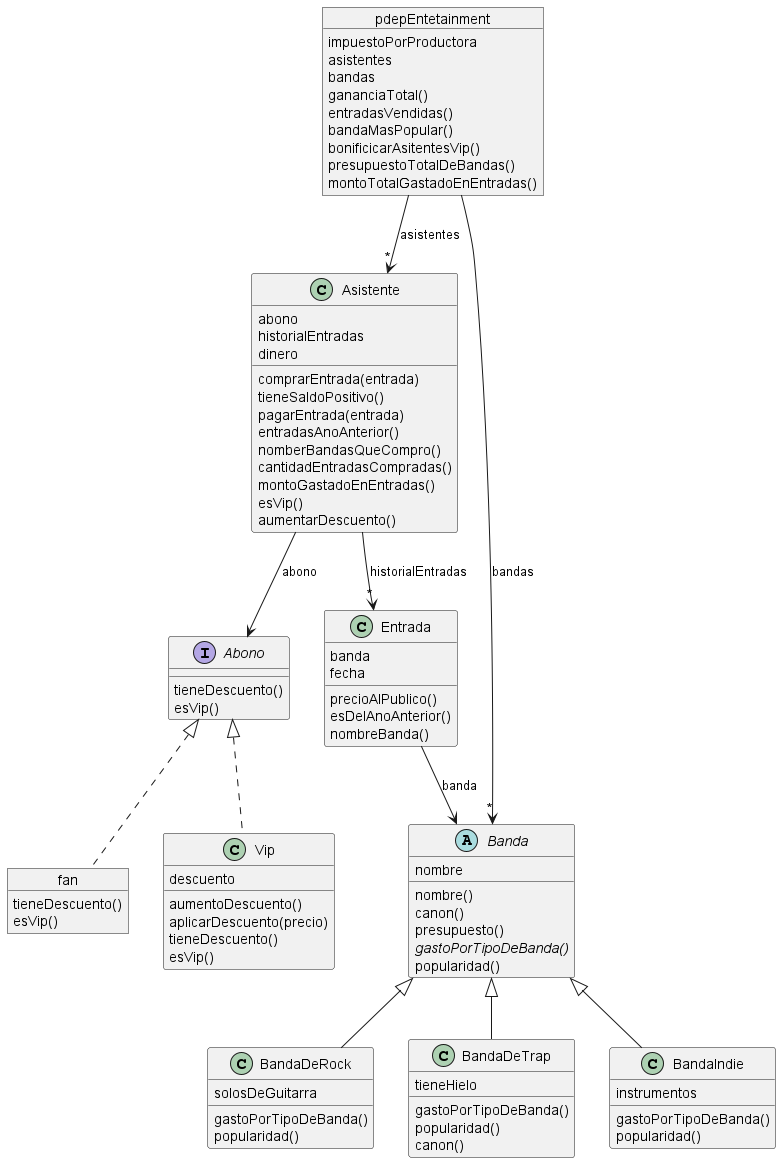 pdepEntetainment
impuestoPorProductora
asistentes
bandas
gananciaTotal()
entradasVendidas()
bandaMasPopular()
bonificicarAsitentesVip()
presupuestoTotalDeBandas()
montoTotalGastadoEnEntradas()
asistentes
*
C Asistente
abono
historialEntradas
dinero
comprarEntrada(entrada)
tieneSaldoPositivo()
pagarEntrada(entrada)
entradasAnoAnterior()
nomberBandasQueCompro()
cantidadEntradasCompradas()
montoGastadoEnEntradas()
esVip()
aumentarDescuento()
abono
historialEntradas
*
bandas
I Abono
tieneDescuento()
esVip()
C Entrada
banda
fecha
precioAlPublico()
esDelAnoAnterior()
nombreBanda()
banda
*
fan
tieneDescuento()
esVip()
C Vip
descuento
aumentoDescuento()
aplicarDescuento(precio)
tieneDescuento()
esVip()
A Banda
nombre
nombre()
canon()
presupuesto()
gastoPorTipoDeBanda()
popularidad()
C BandaDeRock
solosDeGuitarra
gastoPorTipoDeBanda()
popularidad()
C BandaDeTrap
tieneHielo
gastoPorTipoDeBanda()
popularidad()
canon()
C BandaIndie
instrumentos
gastoPorTipoDeBanda()
popularidad()